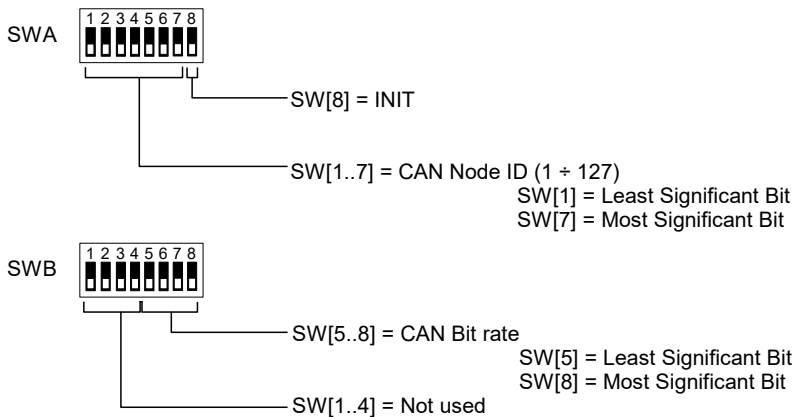 1 2 3 4 5 6 7 8
SWA
SW[8] = INIT
SW[1..7] = CAN Node ID (1 ÷ 127)
SW[1] = Least Significant Bit
SW[7] = Most Significant Bit
1 2 3 4 5 6 7 8
SWB
SW[5..8] = CAN Bit rate
SW[5] = Least Significant Bit
SW[8] = Most Significant Bit
SW[1..4] = Not used